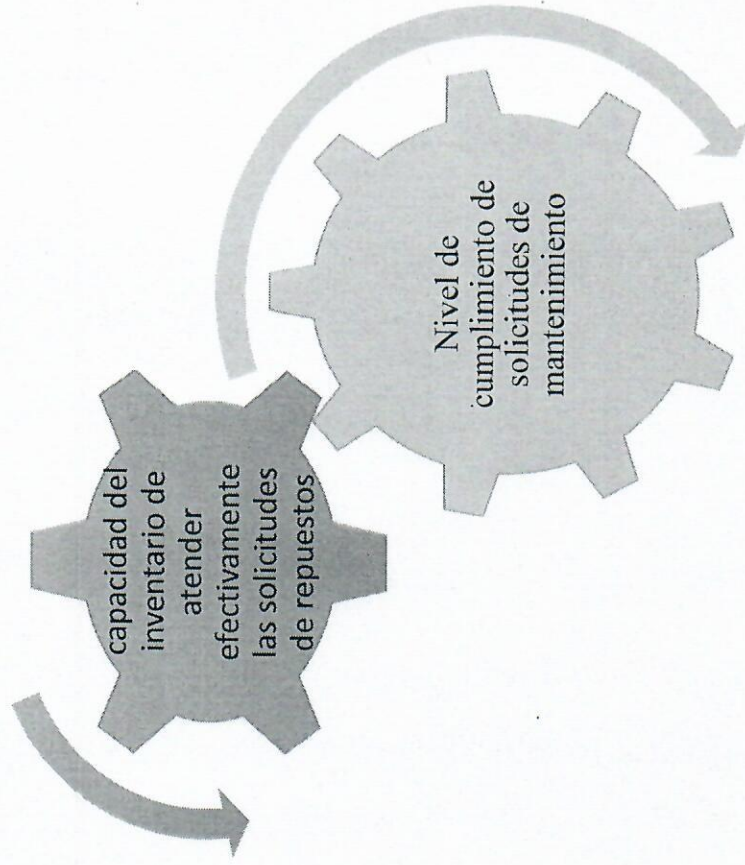 capacidad del
inventario de
atender
efectivamente
las solicitudes
de repuestos
Nivel de
cumplimiento de
solicitudes de
mantenimiento